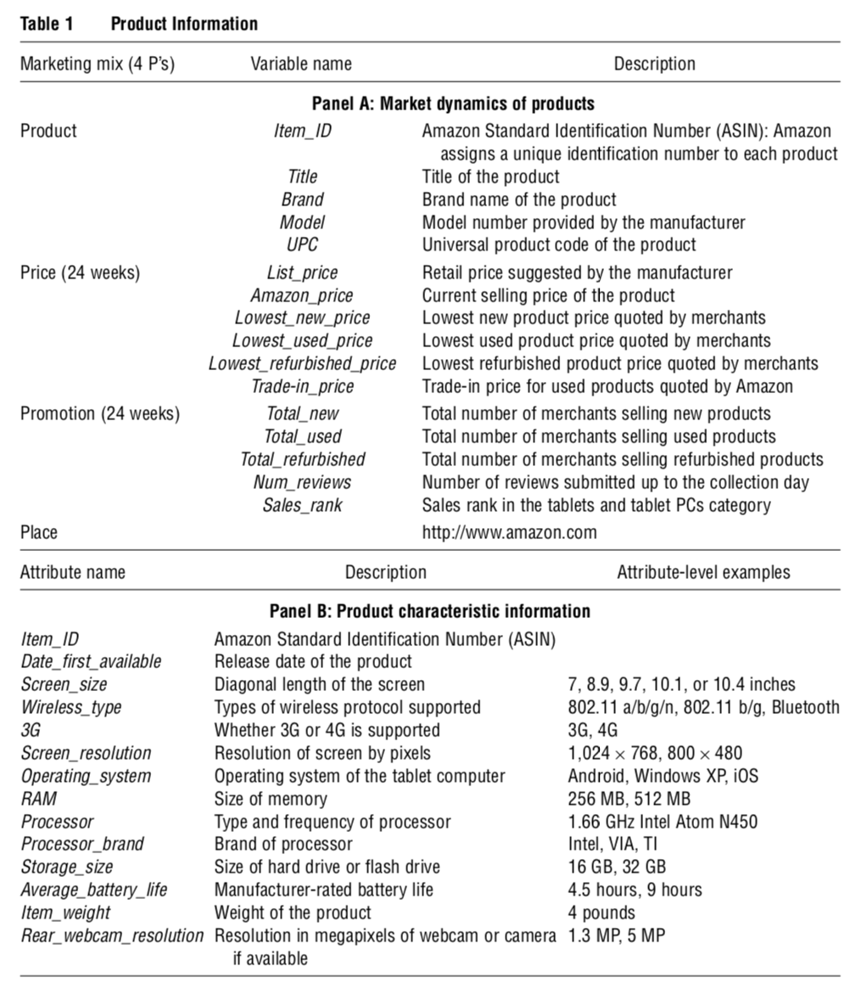 Table 1 Product Information
Marketing mix (4 P's) Variable name Description
Panel A: Market dynamics of products
Product Item_ID Amazon Standard Identification Number (ASIN): Amazon
assigns a unique identification number to each product
Title Title of the product
Brand Brand name of the product
Model Model number provided by the manufacturer
UPC Universal product code of the product
Price (24 weeks) List_price Retail price suggested by the manufacturer
Amazon_price Current selling price of the product
Lowest_new_price Lowest new product price quoted by merchants
Lowest_used_price Lowest used product price quoted by merchants
Lowest_refurbished_price Lowest refurbished product price quoted by merchants
Trade-in_price Trade-in price for used products quoted by Amazon
Promotion (24 weeks) Total_new Total number of merchants selling new products
Total_used Total number of merchants selling used products
Total_refurbished Total number of merchants selling refurbished products
Num_reviews Number of reviews submitted up to the collection day
Sales_rank Sales rank in the tablets and tablet PCs category
Place http://www.amazon.com
Attribute name Description Attribute-level examples
Panel B: Product characteristic information
Item_ID Amazon Standard Identification Number (ASIN)
Date_first_available Release date of the product
Screen_size Diagonal length of the screen 7, 8.9, 9.7, 10.1, or 10.4 inches
Wireless_type Types of wireless protocol supported 802.11 a/b/g/n, 802.11 b/g, Bluetooth
3G Whether 3G or 4G is supported 3G, 4G
Screen_resolution Resolution of screen by pixels 1,024 × 768, 800 × 480
Operating_system Operating system of the tablet computer Android, Windows XP, iOS
RAM Size of memory 256 MB, 512 MB
Processor Type and frequency of processor 1.66 GHz Intel Atom N450
Processor_brand Brand of processor Intel, VIA, TI
Storage_size Size of hard drive or flash drive 16 GB, 32 GB
Average_battery_life Manufacturer-rated battery life 4.5 hours, 9 hours
Item_weight Weight of the product 4 pounds
Rear_webcam_resolution Resolution in megapixels of webcam or camera 1.3 MP, 5 MP
if available